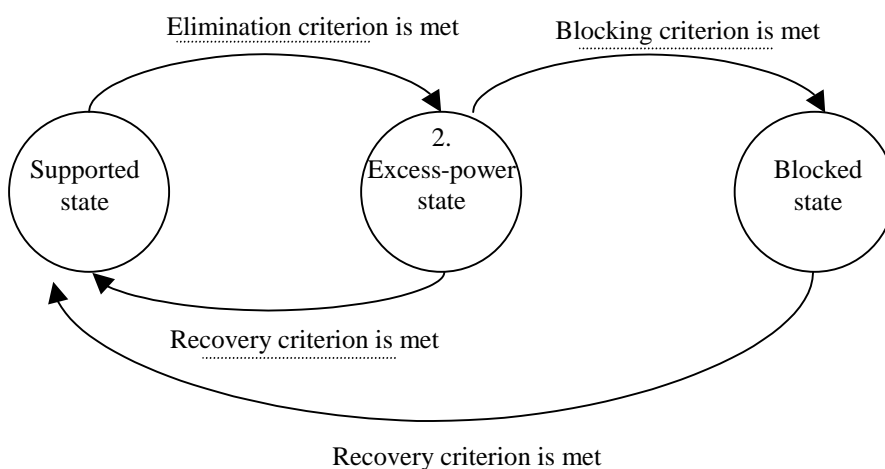 Elimination criterion is met
Blocking criterion is met
Supported
state
2.
Excess-power
state
Blocked
state
Recovery criterion is met
Recovery criterion is met